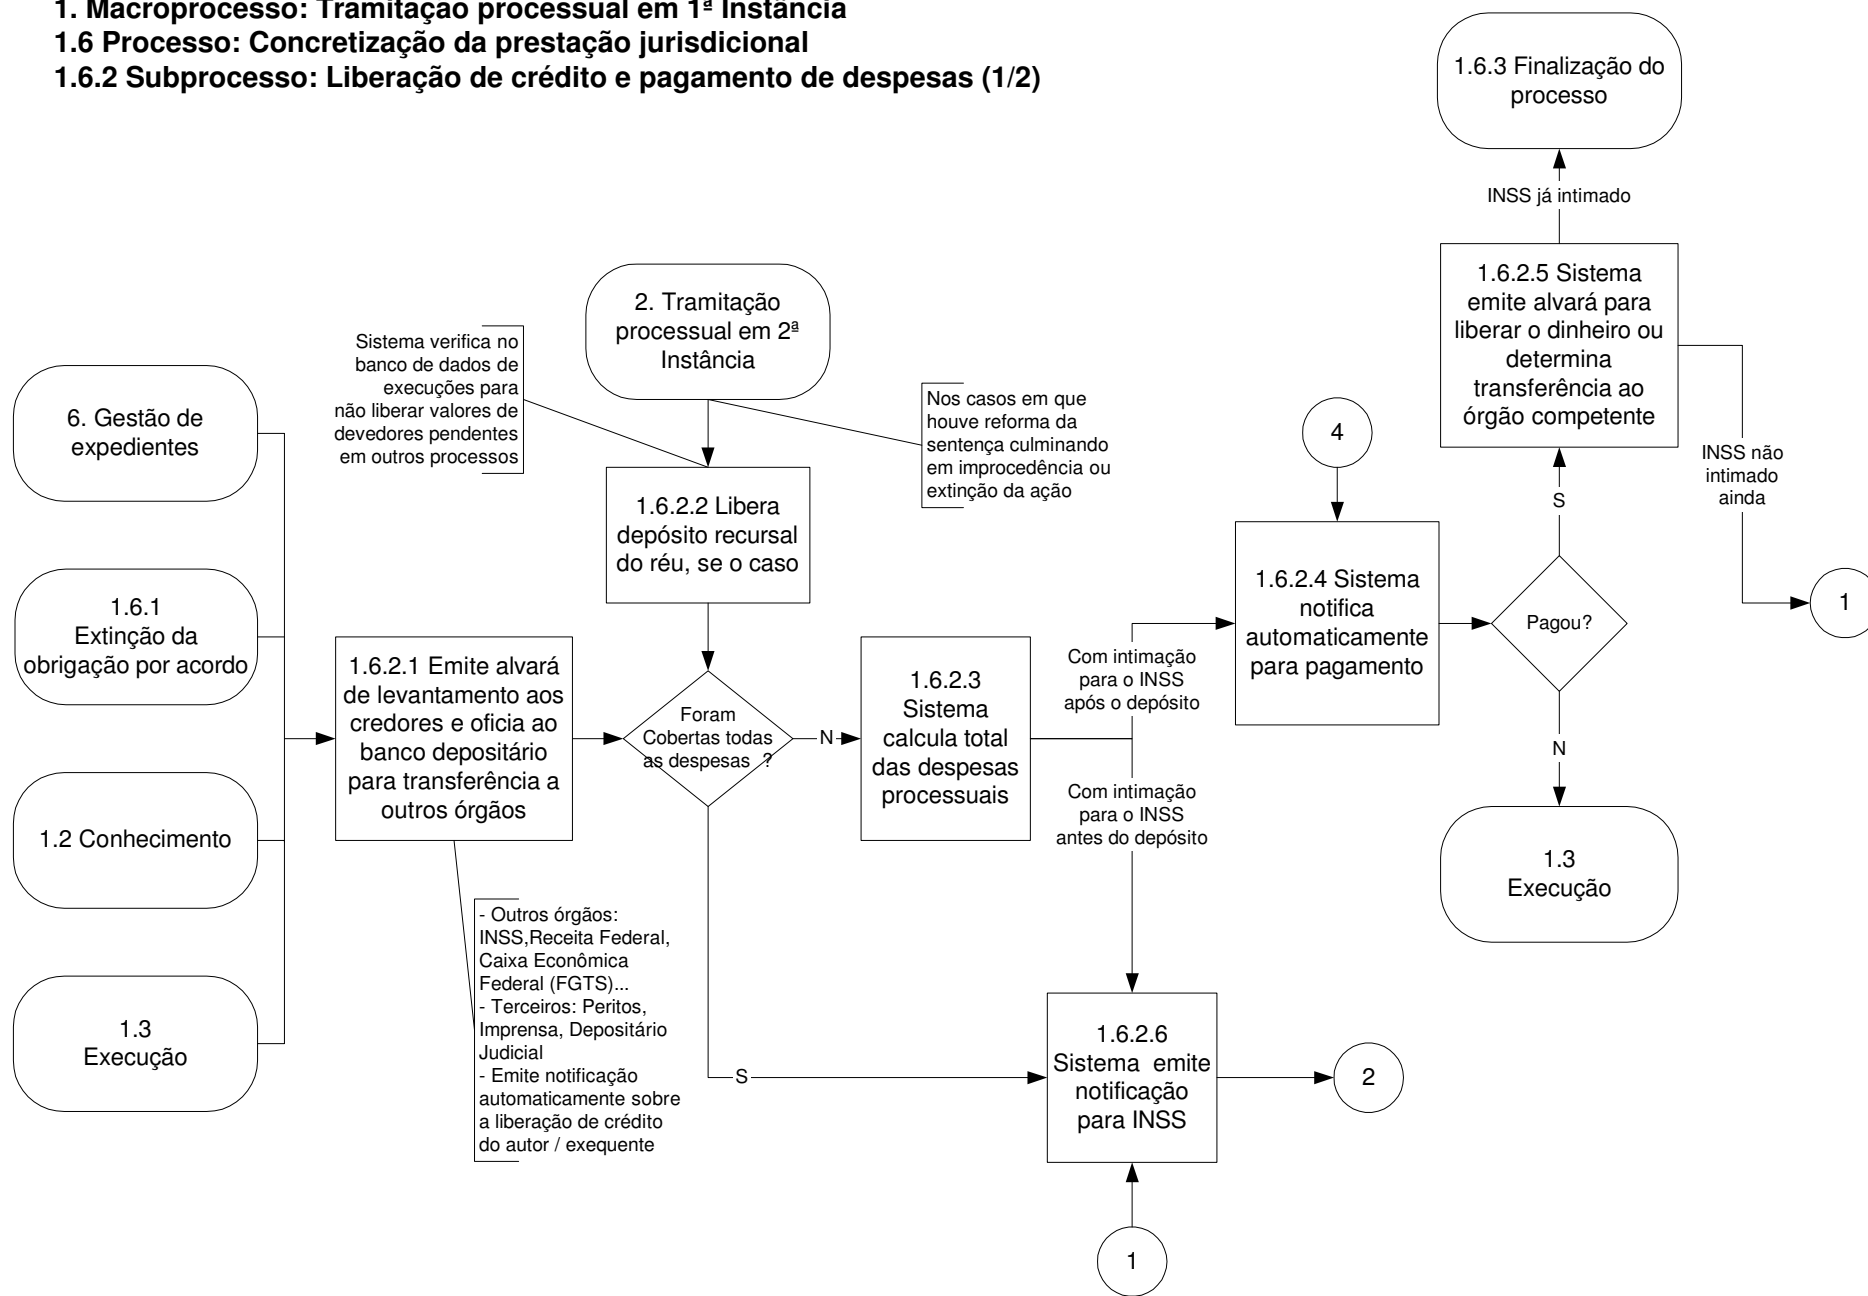 1. Macroprocesso: Tramitação processual em 1ª Instância
1.6 Processo: Concretização da prestação jurisdicional
1.6.2 Subprocesso: Liberação de crédito e pagamento de despesas (1/2)
1.6.3 Finalização do
processo
INSS já intimado
1.6.2.5 Sistema
emite alvará para
liberar o dinheiro ou
determina
transferência ao
órgão competente
2. Tramitação
processual em 2ª
Instância
Sistema verifica no
banco de dados de
execuções para
não liberar valores de
devedores pendentes
em outros processos
Nos casos em que
houve reforma da
sentença culminando
em improcedência ou
extinção da ação
6. Gestão de
expedientes
4
INSS não
intimado
ainda
1.6.2.2 Libera
depósito recursal
do réu, se o caso
S
1.6.2.4 Sistema
notifica
automaticamente
para pagamento
Pagou?
1
1.6.1
Extinção da
obrigação por acordo
1.6.2.1 Emite alvará
de levantamento aos
credores e oficia ao
banco depositário
para transferência a
outros órgãos
Foram
Cobertas todas
as despesas ?
N
1.6.2.3
Sistema
calcula total
das despesas
processuais
Com intimação
para o INSS
após o depósito
Com intimação
para o INSS
antes do depósito
N
1.2 Conhecimento
1.3
Execução
- Outros órgãos:
INSS,Receita Federal,
Caixa Econômica
Federal (FGTS)...
- Terceiros: Peritos,
Imprensa, Depositário
Judicial
- Emite notificação
automaticamente sobre
a liberação de crédito
do autor / exequente
1.3
Execução
S
1.6.2.6
Sistema emite
notificação
para INSS
2
1